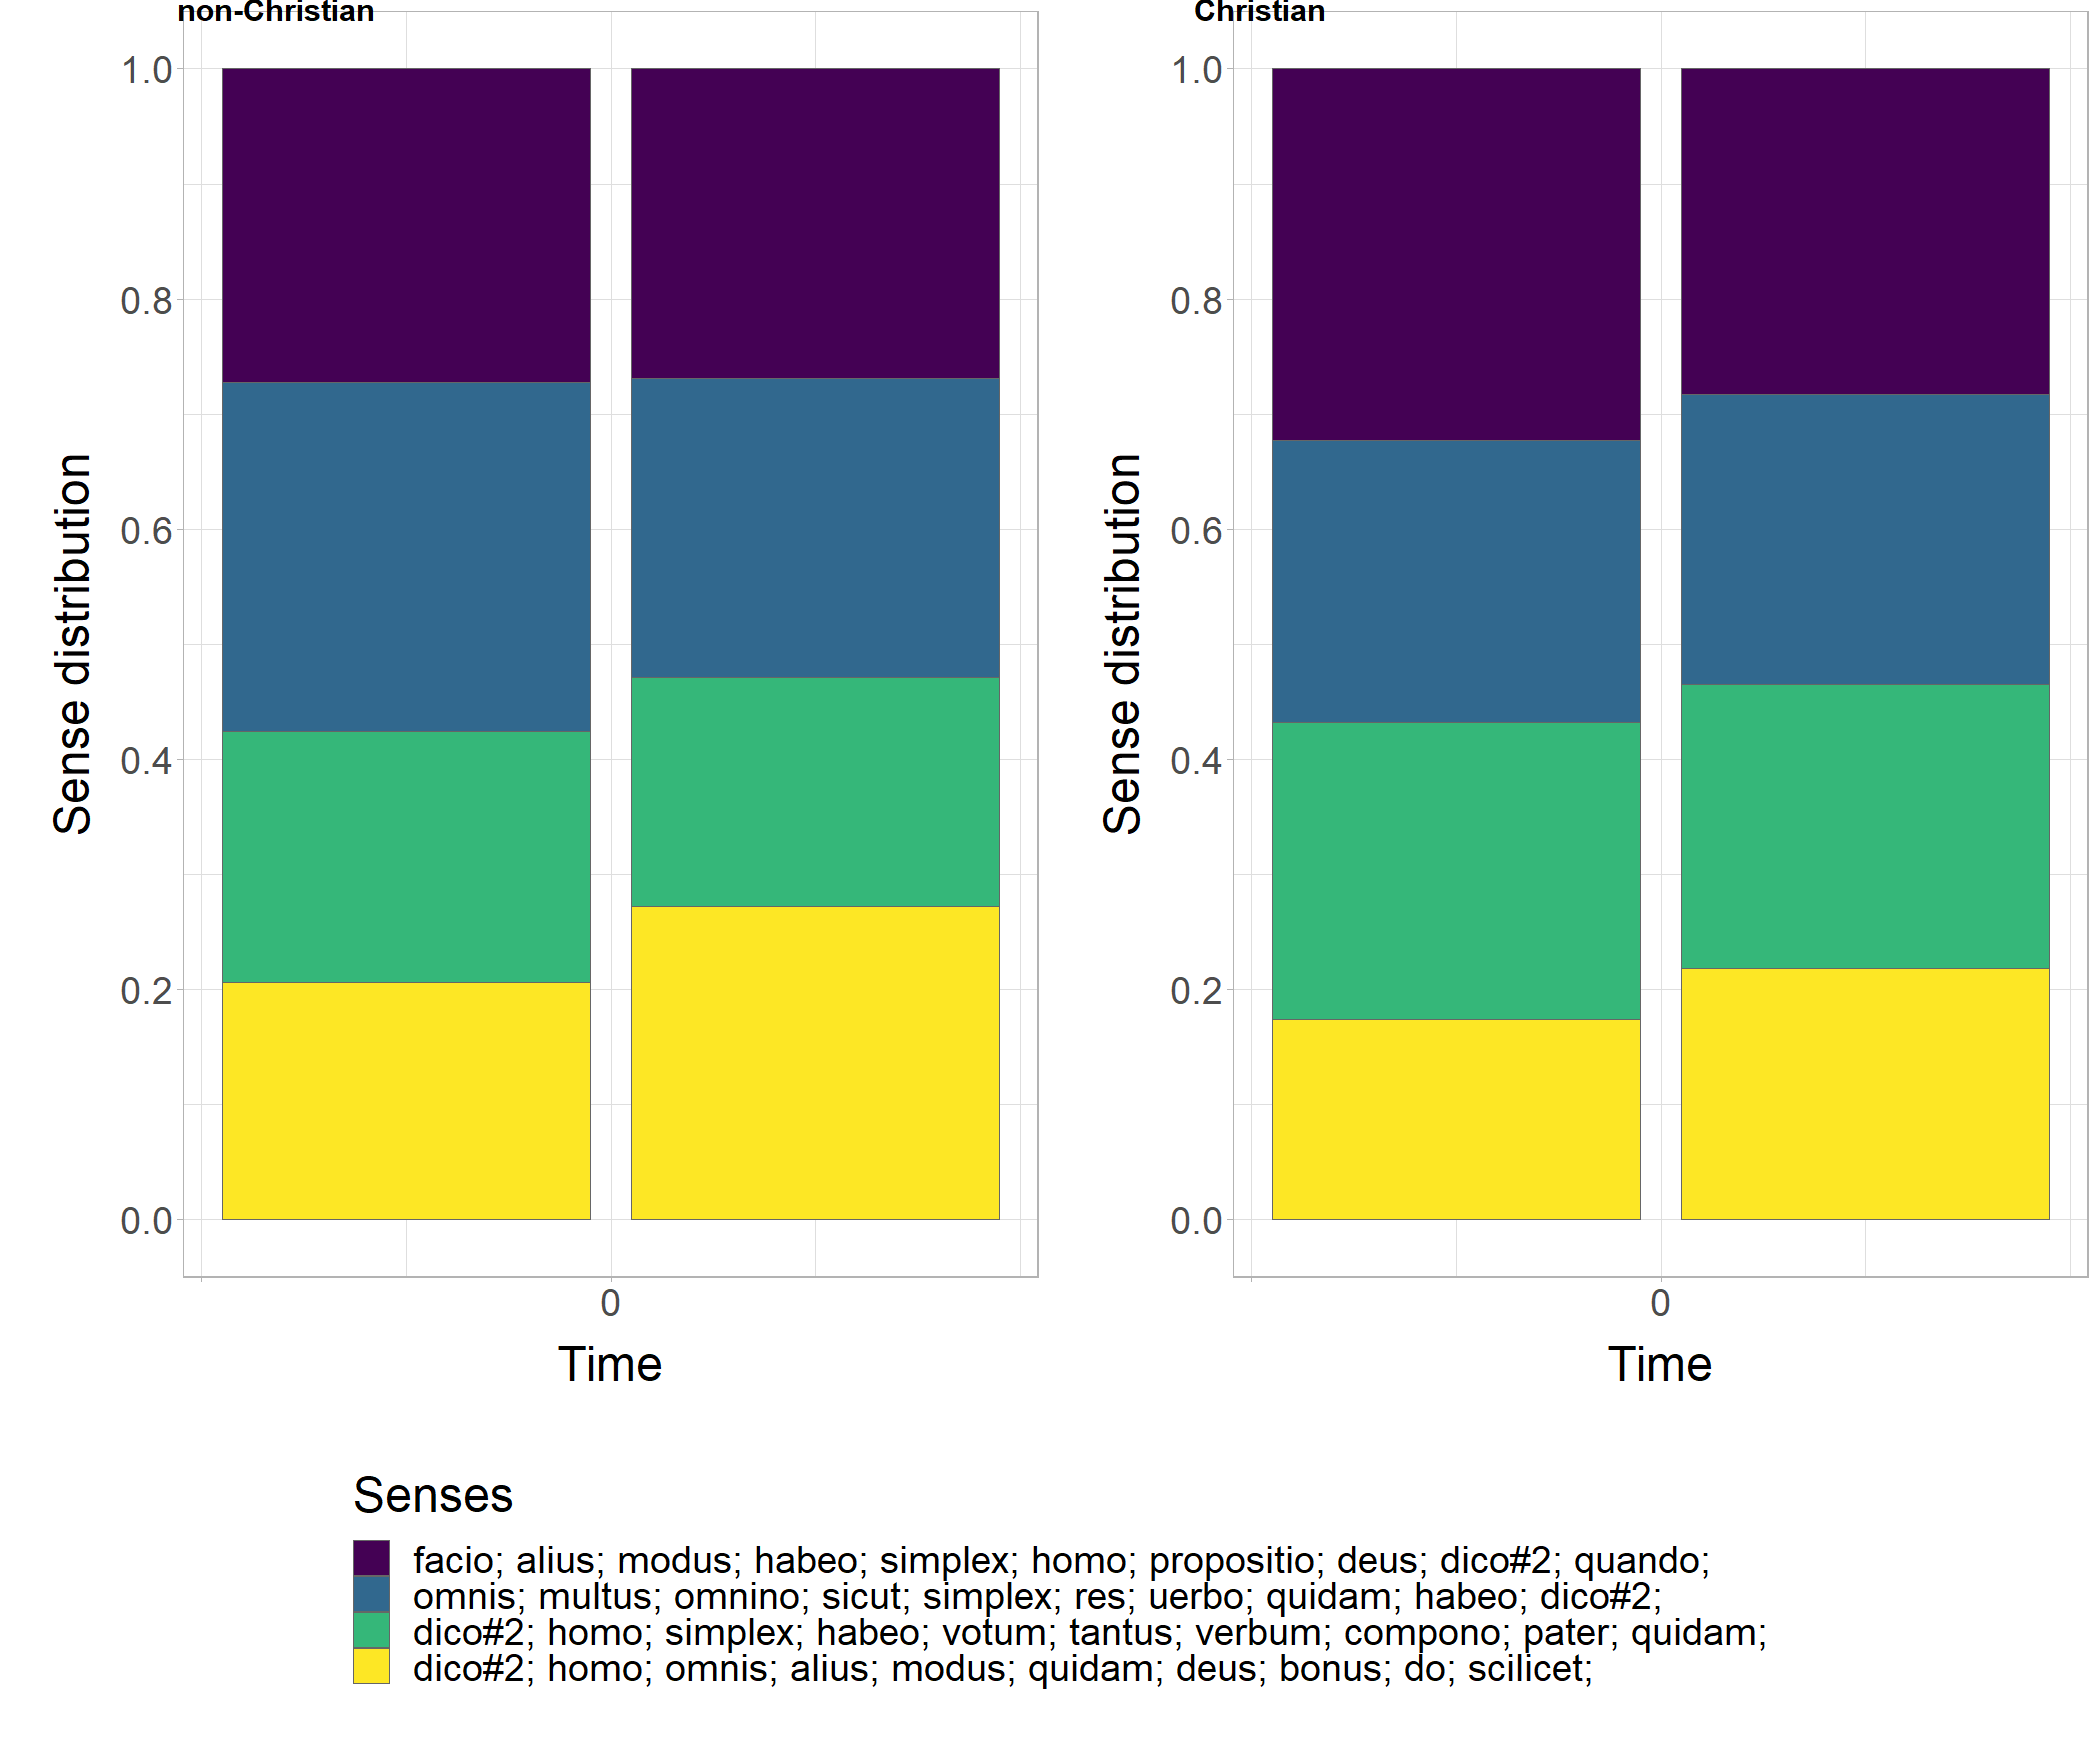 non-Christian
1.0
0.8
0.6
0.4
0.2
0.0
Sense distribution
0
Time
Christian
1.0
0.8
0.6
0.4
0.2
0.0
Sense distribution
0
Time
Senses
facio; alius; modus; habeo; simplex; homo; propositio; deus; dico#2; quando;
omnis; multus; omnino; sicut; simplex; res; uerbo; quidam; habeo; dico#2;
dico#2; homo; simplex; habeo; votum; tantus; verbum; compono; pater; quidam;
dico#2; homo; omnis; alius; modus; quidam; deus; bonus; do; scilicet;